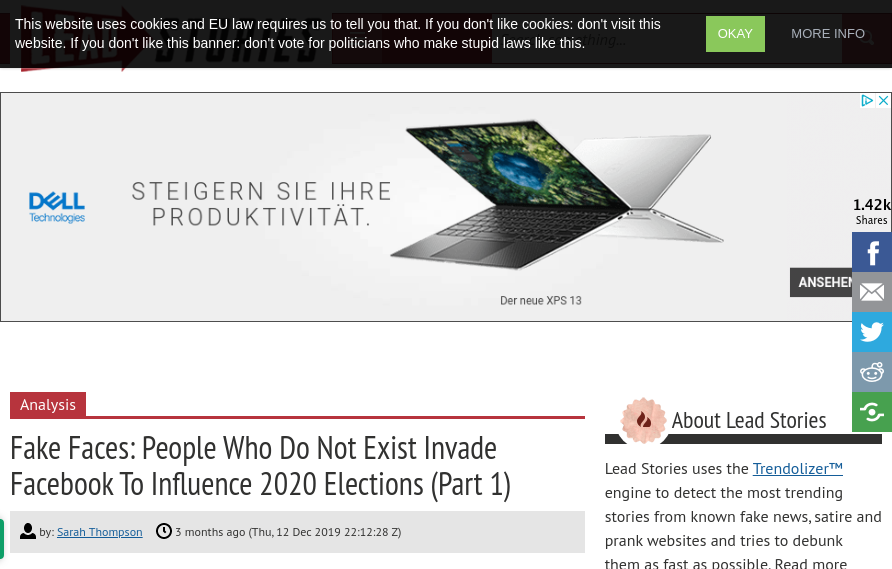 This website uses cookies and EU law requires us to tell you that. If you don't like cookies: don't visit this
website. If you don't like this banner: don't vote for politicians who make stupid laws like this.
OKAY
MORE INFO
DELL
Technologies
STEIGERN SIE IHRE
PRODUKTIVITÄT.
Der neue XPS 13
ANSEHEN
1.42k
Shares
Analysis
Fake Faces: People Who Do Not Exist Invade
Facebook To Influence 2020 Elections (Part 1)
by: Sarah Thompson 3 months ago (Thu, 12 Dec 2019 22:12:28 Z)
About Lead Stories
Lead Stories uses the Trendolizer™
engine to detect the most trending
stories from known fake news, satire and
prank websites and tries to debunk
them as fast as possible. Read more